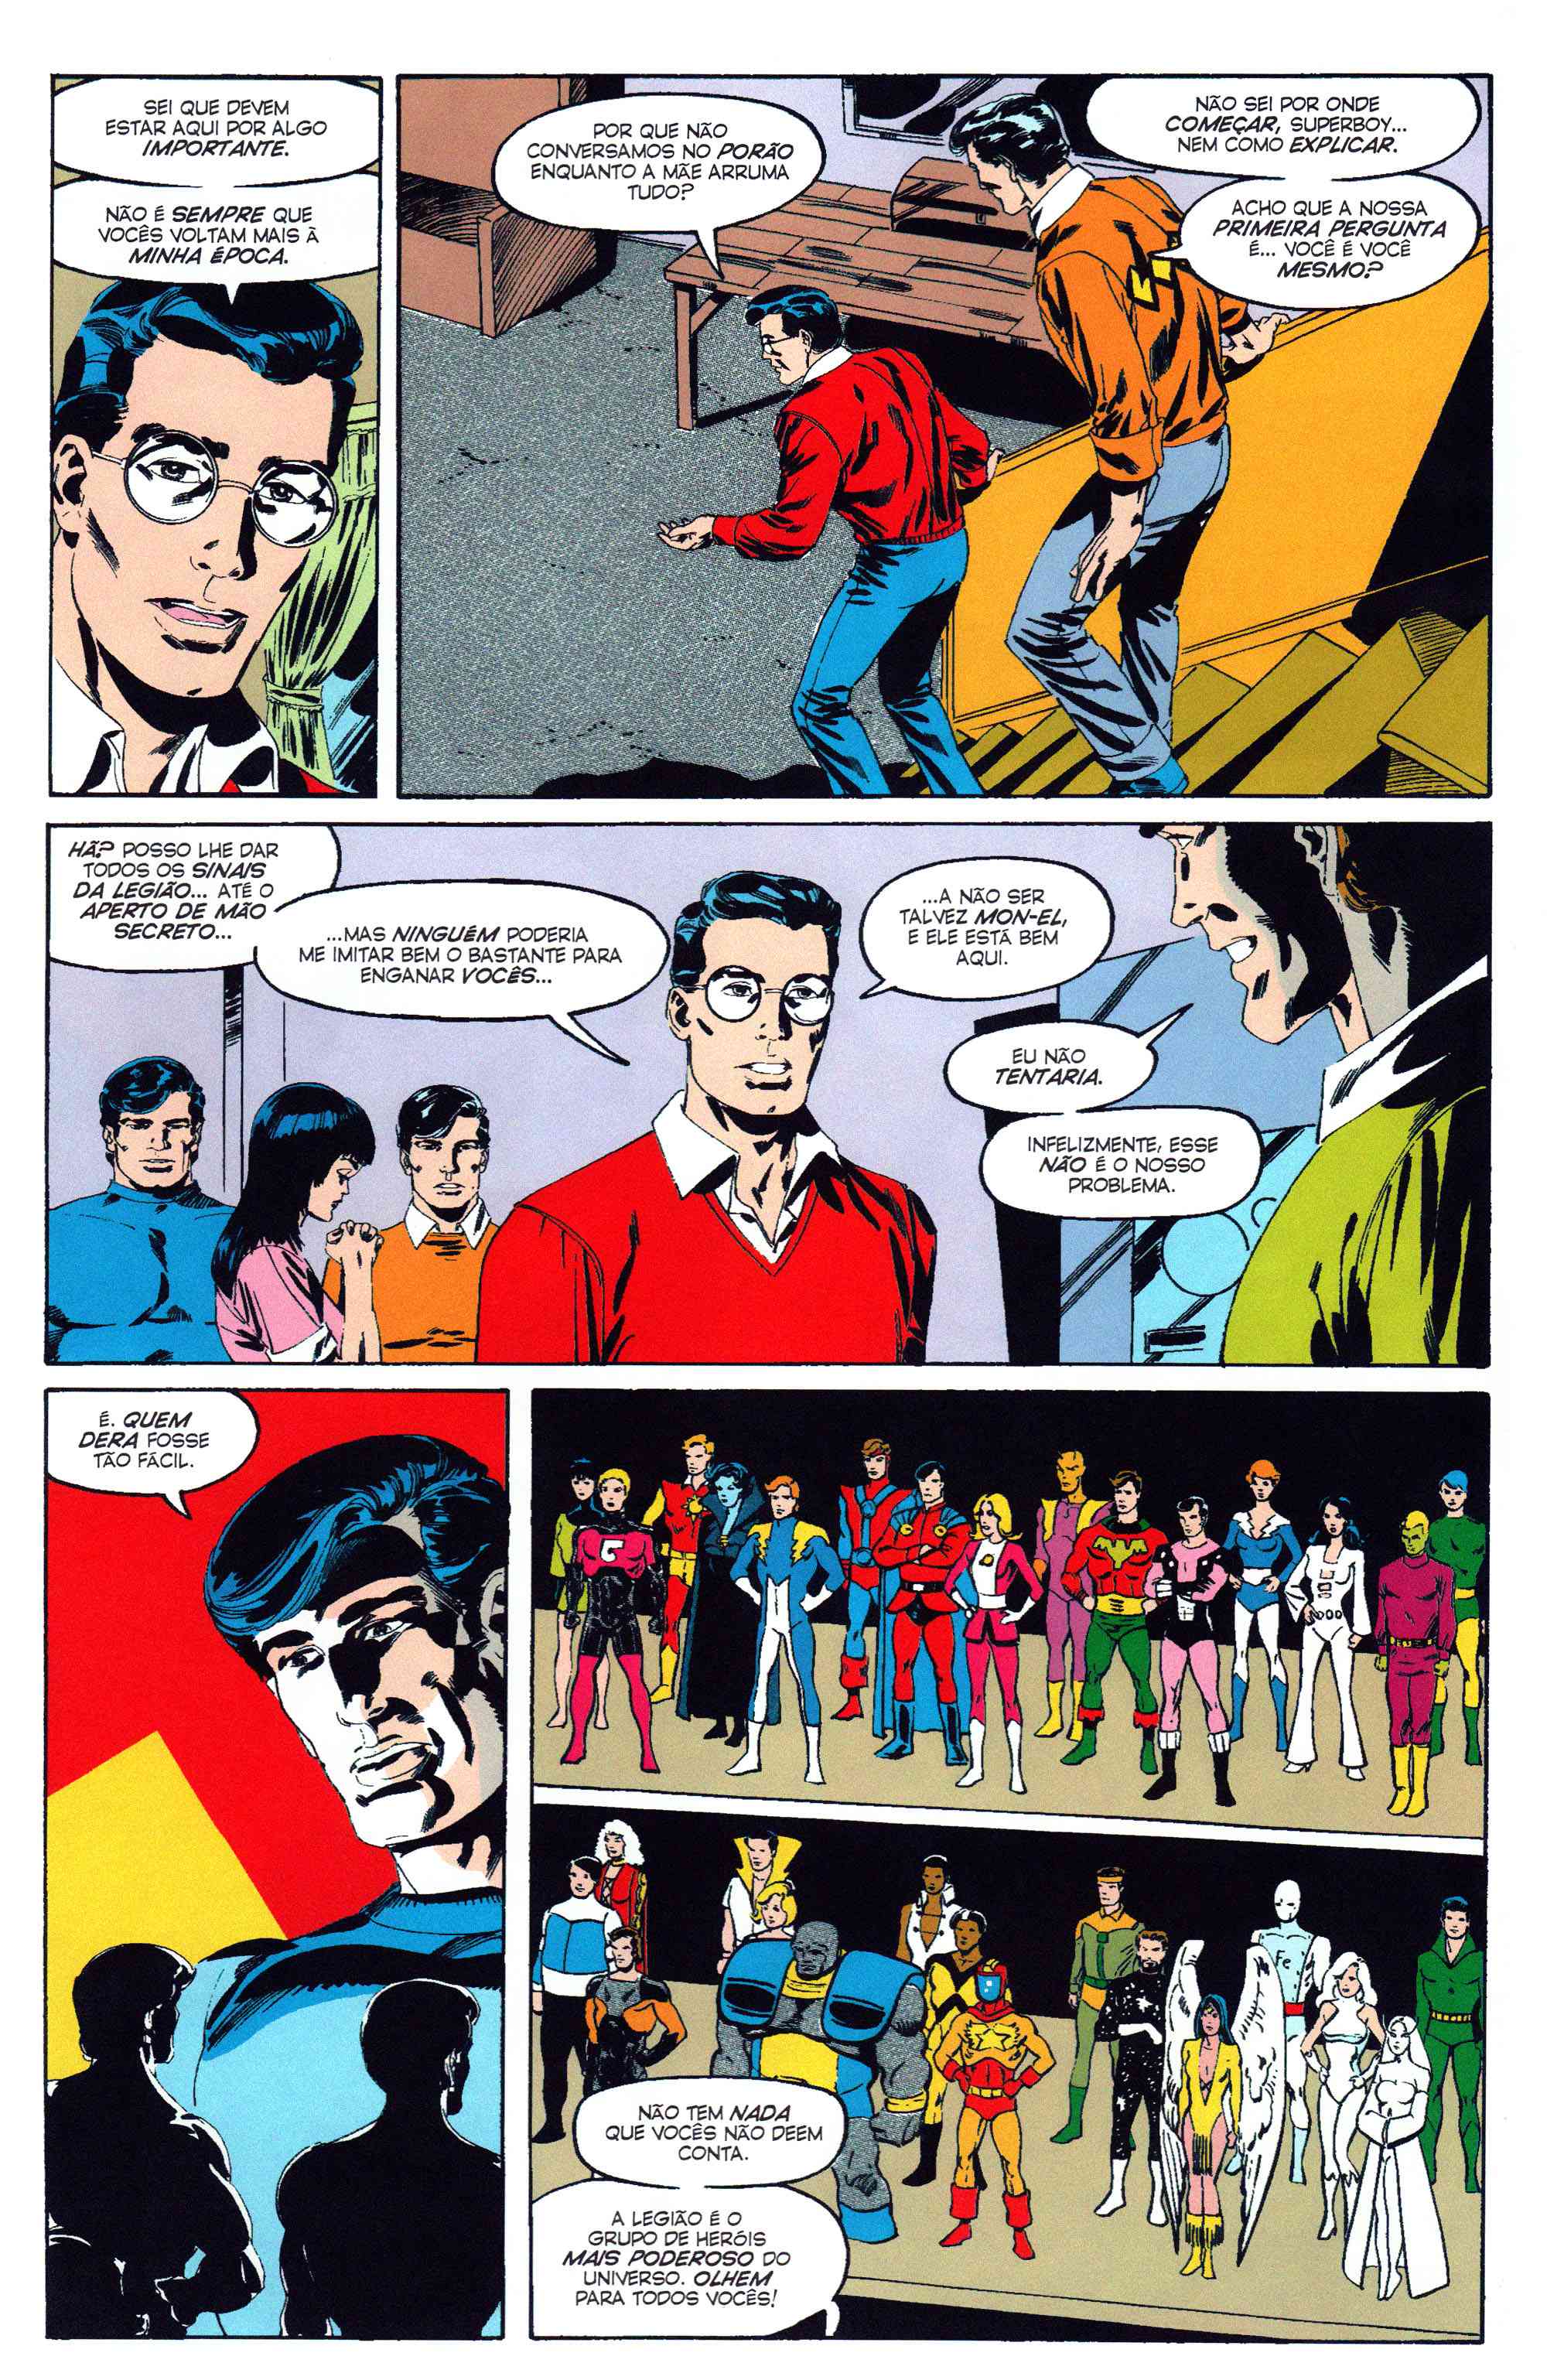 SEI QUE DEVEM
ESTAR AQUI POR ALGO
IMPORTANTE.
NÃO É SEMPRE QUE
VOCÊS VOLTAM MAIS À
MINHA ÉPOCA.
POR QUE NÃO
CONVERSAMOS NO PORÃO
ENQUANTO A MÃE ARRUMA
TUDO?
NÃO SEI POR ONDE
COMEÇAR, SUPERBOY...
NEM COMO EXPLICAR.
ACHO QUE A NOSSA
PRIMEIRA PERGUNTA
É... VOCÊ É VOCÊ
MESMO?
HÃ? POSSO LHE DAR
TODOS OS SINAIS
DA LEGIÃO... ATÉ O
APERTO DE MÃO
SECRETO...
...MAS NINGUÉM PODERIA
ME IMITAR BEM O BASTANTE PARA
ENGANAR VOCÊS...
...A NÃO SER
TALVEZ MON-EL,
E ELE ESTÁ BEM
AQUI.
EU NÃO
TENTARIA.
INFELIZMENTE, ESSE
NÃO É O NOSSO
PROBLEMA.
É. QUEM
DERA FOSSE
TÃO FÁCIL.
NÃO TEM NADA
QUE VOCÊS NÃO DEEM
CONTA.
A LEGIÃO É O
GRUPO DE HERÓIS
MAIS PODEROSO DO
UNIVERSO. OLHEM
PARA TODOS VOCÊS!